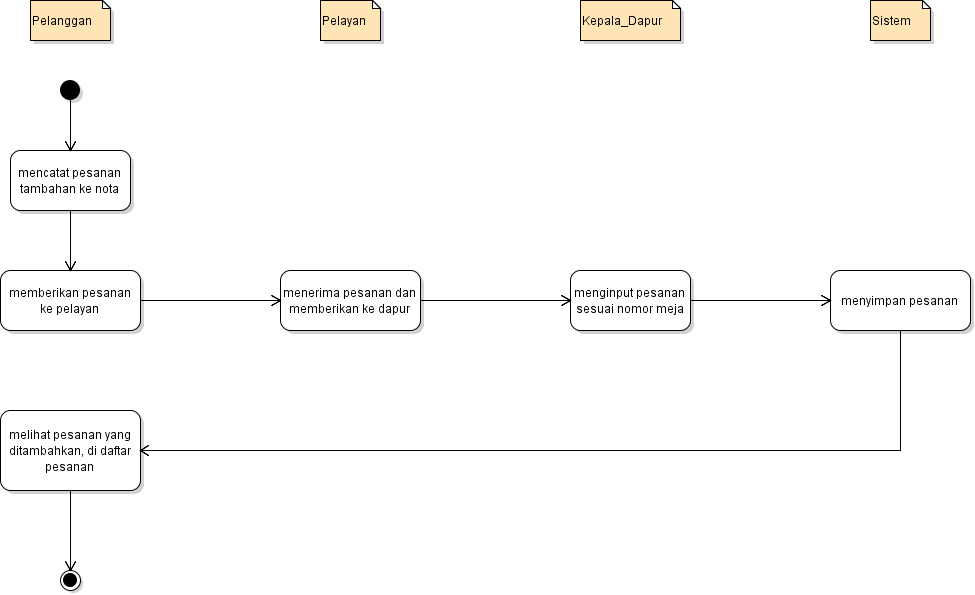 Pelanggan
Pelayan
Kepala_Dapur
Sistem
mencatat pesanan
tambahan ke nota
memberikan pesanan
ke pelayan
menerima pesanan dan
memberikan ke dapur
menginput pesanan
sesuai nomor meja
menyimpan pesanan
melihat pesanan yang
ditambahkan, di daftar
pesanan